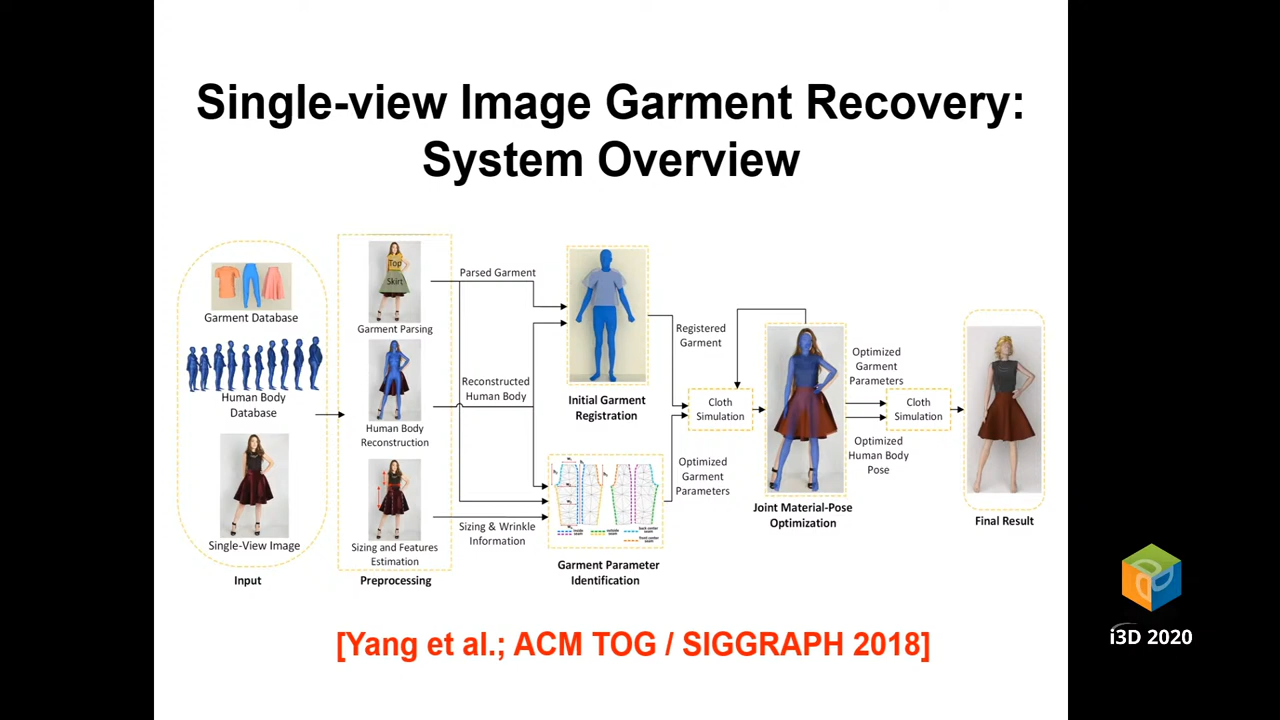 Single-view Image Garment Recovery:
System Overview
Garment Database
Human Body
Database
Single-View Image
Input
Top
Skirt
Garment Parsing
Human Body
Reconstruction
Sizing and Features
Estimation
Preprocessing
Parsed Garment
Reconstructed
Human Body
Sizing & Wrinkle
Information
Initial Garment
Registration
Garment Parameter
Identification
Registered
Garment
Optimized
Garment
Parameters
Cloth
Simulation
Joint Material-Pose
Optimization
Optimized
Garment
Parameters
Optimized
Human Body
Pose
Cloth
Simulation
Final Result
[Yang et al.; ACM TOG / SIGGRAPH 2018]
i3D 2020